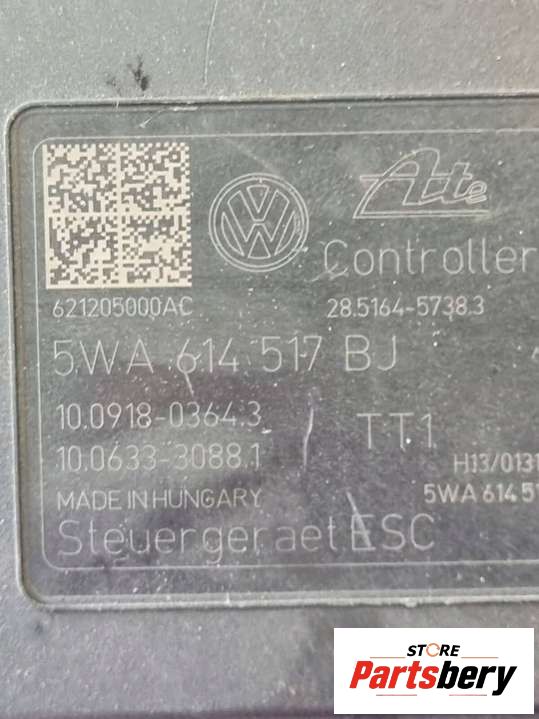 Ate
Controller
621205000AC
28.5164-5738.3
5WA 614 517 BJ
10.0918-0364.3
TT1
10.0633-3088.1
H13/0131
MADE IN HUNGARY
5WA 614 51
Steuergeraet ESC
STORE
Partsbery